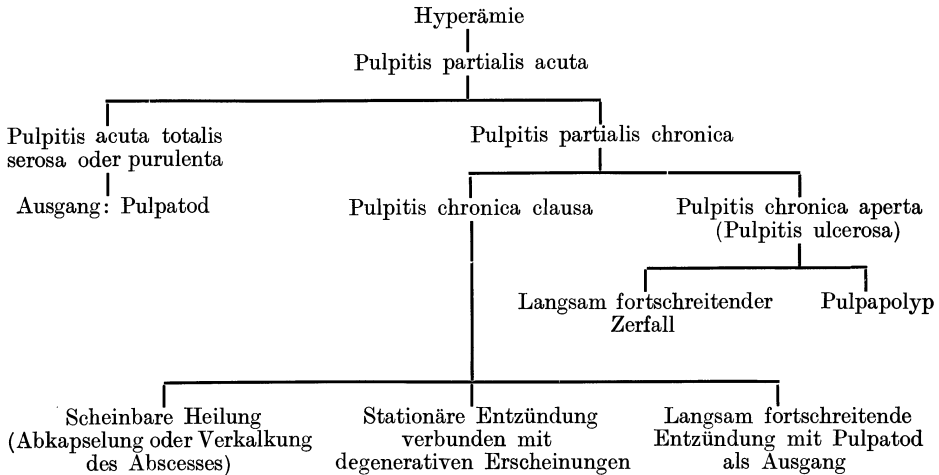 Hyperämie
Pulpitis partialis acuta
Pulpitis acuta totalis
serosa oder purulenta
Pulpitis partialis chronica
Ausgang: Pulpatod
Pulpitis chronica clausa
Pulpitis chronica aperta
(Pulpitis ulcerosa)
Langsam fortschreitender
Zerfall
Pulpapolyp
Scheinbare Heilung
(Abkapselung oder Verkalkung
des Abscesses)
Stationäre Entzündung
verbunden mit
degenerativen Erscheinungen
Langsam fortschreitende
Entzündung mit Pulpatod
als Ausgang